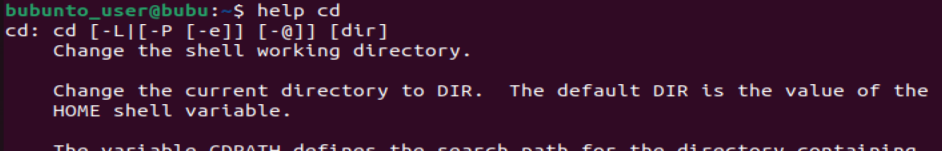 bubunto_user@bubu:~$ help cd
cd: cd [-L|[-P [-e]] [-@]] [dir]
Change the shell working directory.
Change the current directory to DIR.  The default DIR is the value of the
HOME shell variable.
The variable CDPATH defines the search path for the directory containing